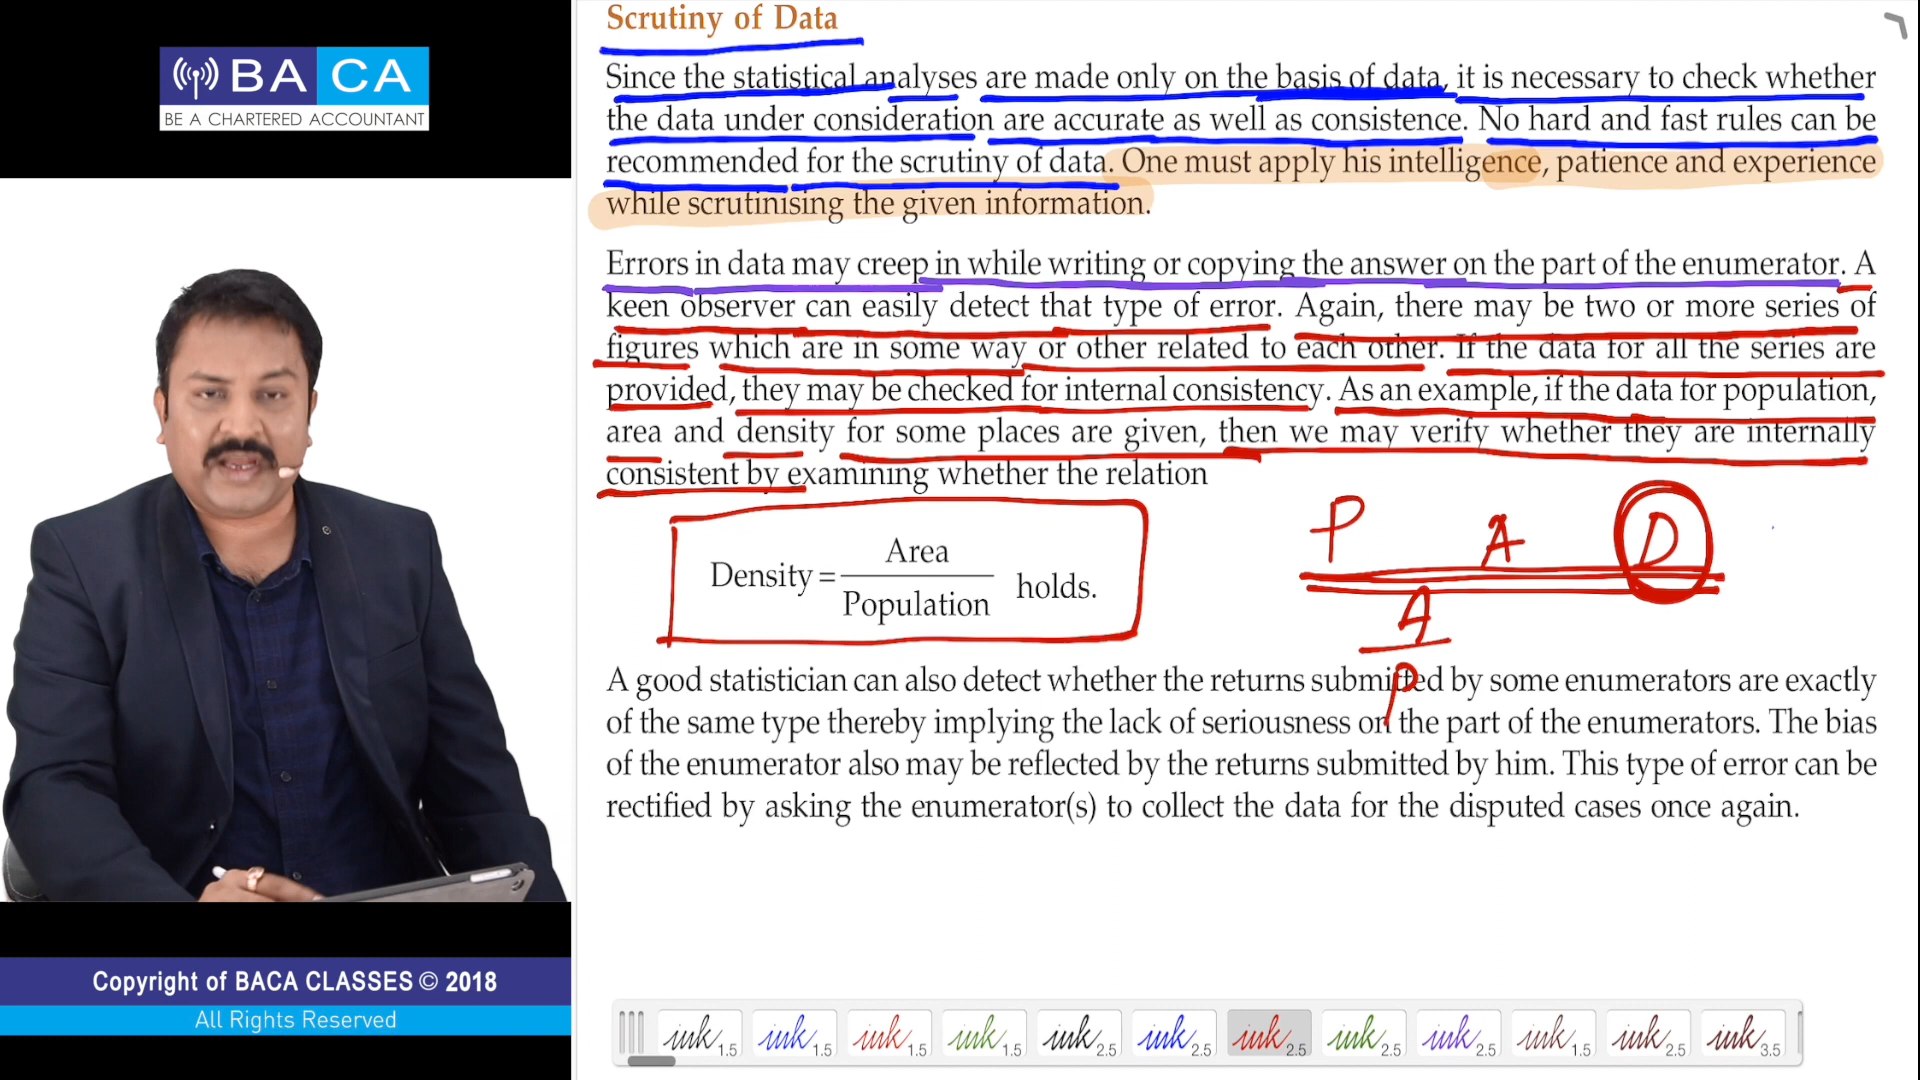 BA CA
BE A CHARTERED ACCOUNTANT
Scrutiny of Data
Since the statistical analyses are made only on the basis of data, it is necessary to check whether
the data under consideration are accurate as well as consistence. No hard and fast rules can be
recommended for the scrutiny of data. One must apply his intelligence, patience and experience
while scrutinising the given information.
Errors in data may creep in while writing or copying the answer on the part of the enumerator. A
keen observer can easily detect that type of error. Again, there may be two or more series of
figures which are in some way or other related to each other. If the data for all the series are
provided, they may be checked for internal consistency. As an example, if the data for population,
area and density for some places are given, then we may verify whether they are internally
consistent by examining whether the relation
P A D
Density = Area / Population holds.
A
P
A good statistician can also detect whether the returns submitted by some enumerators are exactly
of the same type thereby implying the lack of seriousness on the part of the enumerators. The bias
of the enumerator also may be reflected by the returns submitted by him. This type of error can be
rectified by asking the enumerator(s) to collect the data for the disputed cases once again.
Copyright of BACA CLASSES © 2018
All Rights Reserved
ink 1.5 ink 1.5 ink 1.5 ink 1.5 ink 2.5 ink 2.5 ink 2.5 ink 2.5 ink 2.5 ink 1.5 ink 2.5 ink 3.5